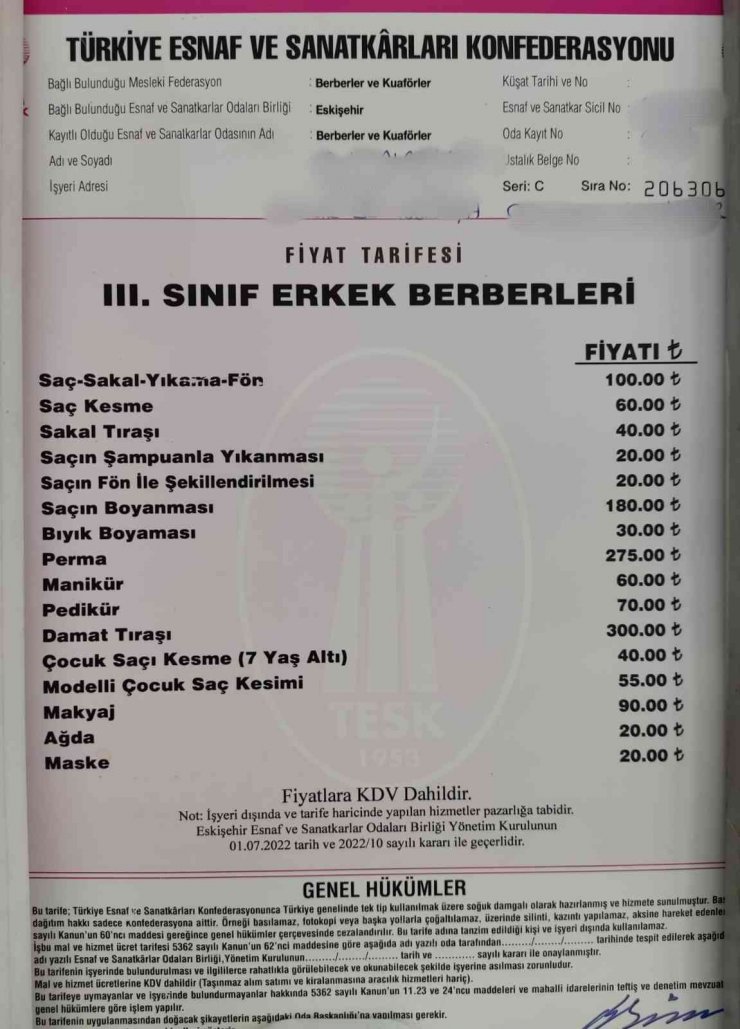 TÜRKİYE ESNAF VE SANATKÂRLARI KONFEDERASYONU
Bağlı Bulunduğu Mesleki Federasyon : Berberler ve Kuaförler Küşat Tarihi ve No :
Bağlı Bulunduğu Esnaf ve Sanatkarlar Odaları Birliği : Eskişehir Esnaf ve Sanatkar Sicil No :
Kayıtlı Olduğu Esnaf ve Sanatkarlar Odasının Adı : Berberler ve Kuaförler Oda Kayıt No :
Adı ve Soyadı Ustalık Belge No :
İşyeri Adresi Seri: C Sıra No: 206306
FİYAT TARİFESİ
III. SINIF ERKEK BERBERLERİ
FİYATI ₺
Saç-Sakal-Yıkama-Fön 100.00 ₺
Saç Kesme 60.00 ₺
Sakal Tıraşı 40.00 ₺
Saçın Şampuanla Yıkanması 20.00 ₺
Saçın Fön İle Şekillendirilmesi 20.00 ₺
Saçın Boyanması 180.00 ₺
Bıyık Boyaması 30.00 ₺
Perma 275.00 ₺
Manikür 60.00 ₺
Pedikür 70.00 ₺
Damat Tıraşı 300.00 ₺
Çocuk Saçı Kesme (7 Yaş Altı) 40.00 ₺
Modelli Çocuk Saç Kesimi 55.00 ₺
Makyaj 90.00 ₺
Ağda 20.00 ₺
Maske 20.00 ₺
TESK
1953
Fiyatlara KDV Dahildir.
Not: İşyeri dışında ve tarife haricinde yapılan hizmetler pazarlığa tabidir.
Eskişehir Esnaf ve Sanatkarlar Odaları Birliği Yönetim Kurulunun
01.07.2022 tarih ve 2022/10 sayılı kararı ile geçerlidir.
GENEL HÜKÜMLER
Bu tarife; Türkiye Esnaf ve Sanatkârları Konfederasyonunca Türkiye genelinde tek tip kullanılmak üzere soğuk damgalı olarak hazırlanmış ve hizmete sunulmuştur.
dağıtım hakkı sadece Konfederasyona aittir. Örneği basılamaz, fotokopi veya başka yollarla çoğaltılamaz, üzerinde silinti, kazıntı yapılamaz, aksine hareket edenler
sayılı Kanun'un 60'ncı maddesi gereğince genel hükümler çerçevesinde cezalandırılır. Bu tarife adına tanzim edildiği kişi ve işyeri dışında kullanılamaz.
İşbu mal ve hizmet ücret tarifesi 5362 sayılı Kanun'un 62'nci maddesine göre aşağıda adı yazılı oda tarafından......../......../........ tarihinde tespit edilerek aşağıd
adı yazılı Esnaf ve Sanatkarlar Odaları Birliği,Yönetim Kurulunun......../......../........ tarih ve ............ sayılı kararı ile onaylanmıştır.
Bu tarifenin işyerinde bulundurulması ve ilgililerce rahatlıkla görülebilecek ve okunabilecek şekilde işyerine asılması zorunludur.
Mal ve hizmet ücretlerine KDV dahildir (Taşınmaz alım satımı ve kiralanmasına aracılık hizmetleri hariç).
Bu tarifeye uymayanlar ve işyerinde bulundurmayanlar hakkında 5362 sayılı Kanun'un 11.23 ve 24'ncu maddeleri ve mahalli idarelerinin teftiş ve denetim mevzuat
genel hükümlere göre işlem yapılır.
Bu tarifenin uygulanmasından doğacak şikayetlerin aşağıdaki Oda Başkanlığı'na yapılması gerekir.